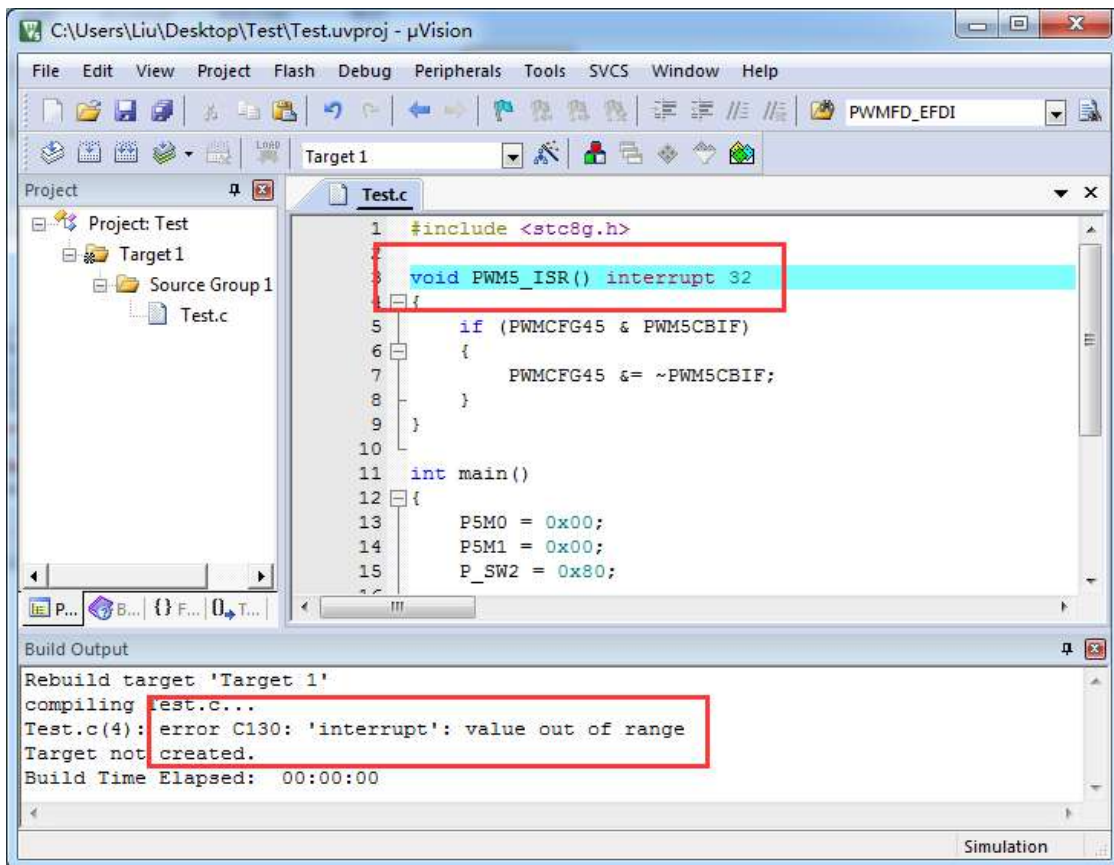 C:\Users\Liu\Desktop\Test\Test.uvproj - µVision
File Edit View Project Flash Debug Peripherals Tools SVCS Window Help
PWMFD_EFDI
LOAD Target 1
Project
Test.c
Project: Test
Target 1
Source Group 1
Test.c
1 #include <stc8g.h>
2
3 void PWM5_ISR() interrupt 32
4 {
5 if (PWMCFG45 & PWM5CBIF)
6 {
7 PWMCFG45 &= ~PWM5CBIF;
8 }
9 }
10
11 int main()
12 {
13 P5M0 = 0x00;
14 P5M1 = 0x00;
15 P_SW2 = 0x80;
P... B... {} F... 0 T...
Build Output
Rebuild target 'Target 1'
compiling Test.c...
Test.c(4): error C130: 'interrupt': value out of range
Target not created.
Build Time Elapsed: 00:00:00
Simulation